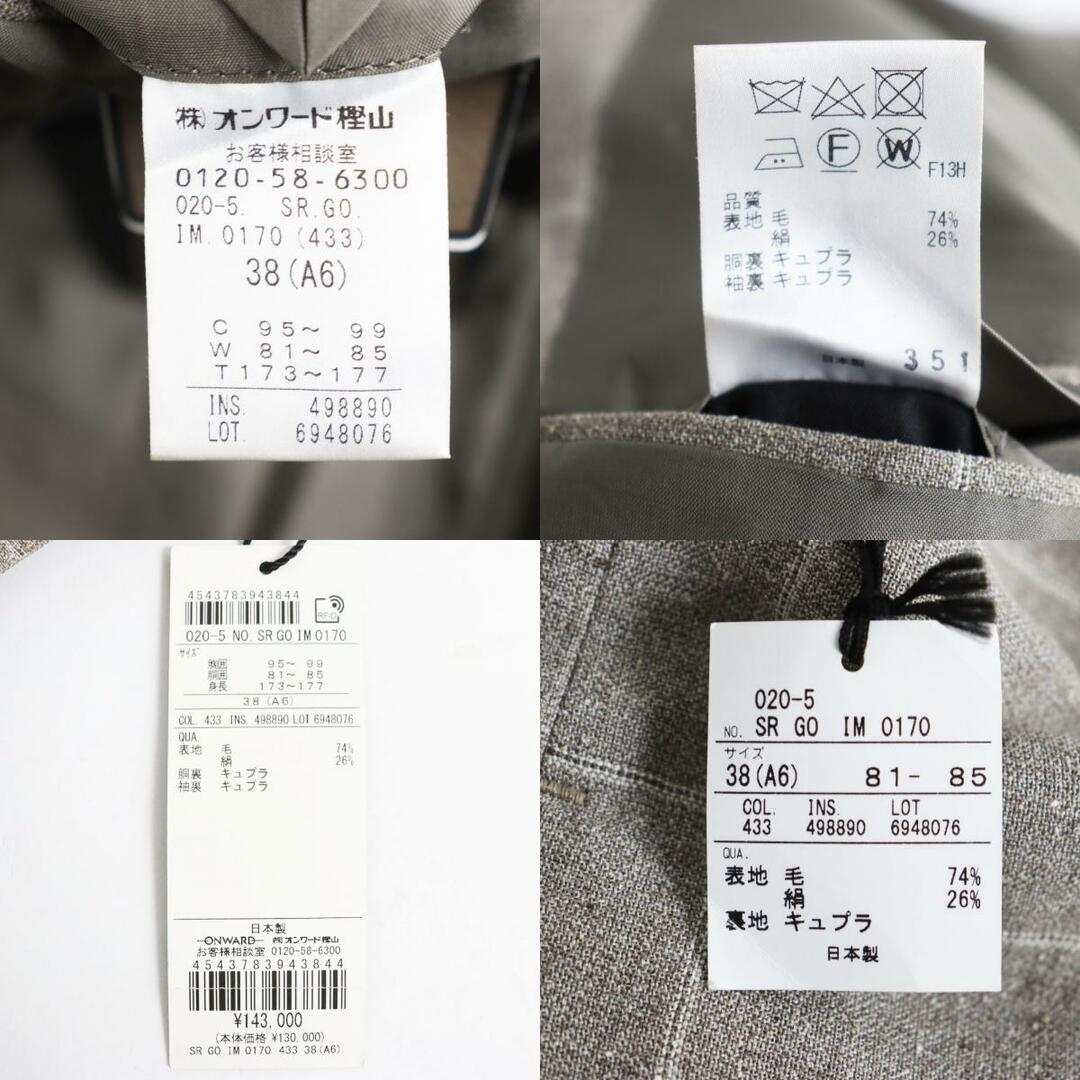 ㈱オンワード樫山
お客様相談室
0120-58-6300
020-5. SR.GO.
IM.0170(433)
38(A6)
C 95～ 99
W 81～ 85
T 173～177
INS. 498890
LOT. 6948076
F
W
F13H
品質
表地 毛 74%
絹 26%
胴裏 キュプラ
袖裏 キュプラ
日本製 351
4543783943844
RFID
020-5 NO. SR GO IM 0170
サイズ
胸囲 95～ 99
胴囲 81～ 85
身長 173～177
38(A6)
COL. 433 INS. 498890 LOT 6948076
QUA.
表地 毛 74%
絹 26%
胴裏 キュプラ
袖裏 キュプラ
日本製
ONWARD ㈱オンワード樫山
お客様相談室 0120-58-6300
4543783943844
¥143,000
(本体価格 ¥130,000)
SR GO IM 0170 433 38(A6)
020-5
NO. SR GO IM 0170
サイズ
38(A6) 81- 85
COL. INS. LOT
433 498890 6948076
QUA.
表地 毛 74%
絹 26%
裏地 キュプラ
日本製